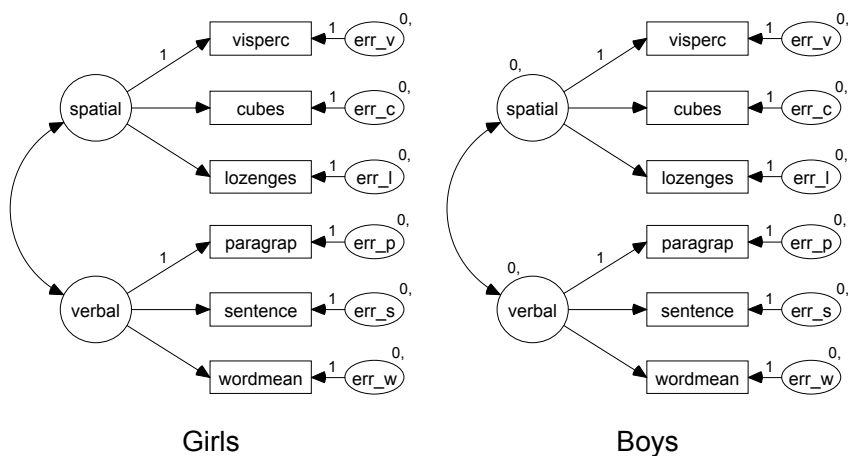 0,
1 visperc 1 err_v
0,
spatial cubes 1 err_c
0,
lozenges 1 err_l
0,
1 paragrap 1 err_p
0,
verbal sentence 1 err_s
0,
wordmean 1 err_w
Girls
0,
1 visperc 1 err_v
0,
0,
spatial cubes 1 err_c
0,
lozenges 1 err_l
0,
1 paragrap 1 err_p
0,
0,
verbal sentence 1 err_s
0,
wordmean 1 err_w
Boys